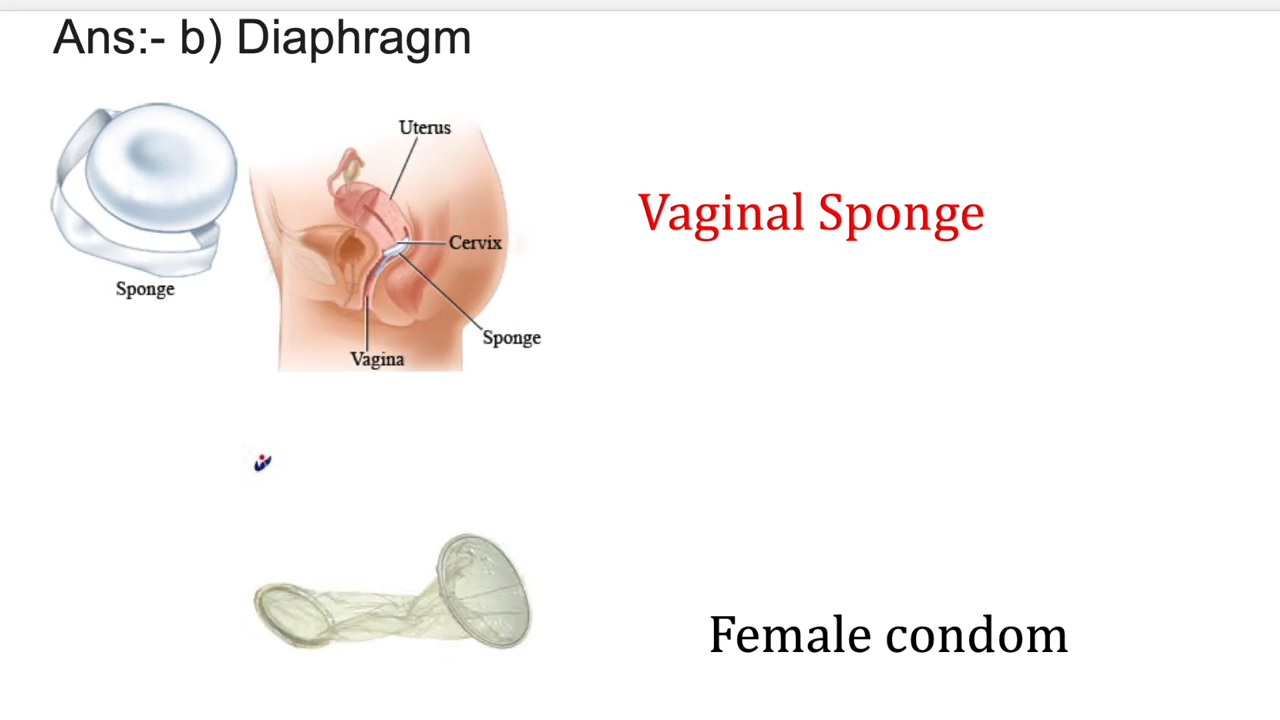 Ans:- b) Diaphragm
Uterus
Vaginal Sponge
Cervix
Sponge
Sponge
Vagina
Female condom